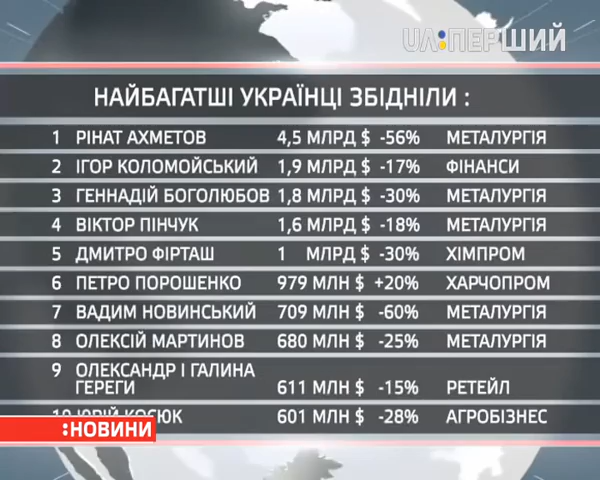 UA:ПЕРШИЙ
НАЙБАГАТШІ УКРАЇНЦІ ЗБІДНІЛИ :
1 РІНАТ АХМЕТОВ 4,5 МЛРД $ -56% МЕТАЛУРГІЯ
2 ІГОР КОЛОМОЙСЬКИЙ 1,9 МЛРД $ -17% ФІНАНСИ
3 ГЕННАДІЙ БОГОЛЮБОВ 1,8 МЛРД $ -30% МЕТАЛУРГІЯ
4 ВІКТОР ПІНЧУК 1,6 МЛРД $ -18% МЕТАЛУРГІЯ
5 ДМИТРО ФІРТАШ 1 МЛРД $ -30% ХІМПРОМ
6 ПЕТРО ПОРОШЕНКО 979 МЛН $ +20% ХАРЧОПРОМ
7 ВАДИМ НОВИНСЬКИЙ 709 МЛН $ -60% МЕТАЛУРГІЯ
8 ОЛЕКСІЙ МАРТИНОВ 680 МЛН $ -25% МЕТАЛУРГІЯ
9 ОЛЕКСАНДР І ГАЛИНА
ГЕРЕГИ 611 МЛН $ -15% РЕТЕЙЛ
10 ЮРІЙ КОСЮК 601 МЛН $ -28% АГРОБІЗНЕС
:НОВИНИ